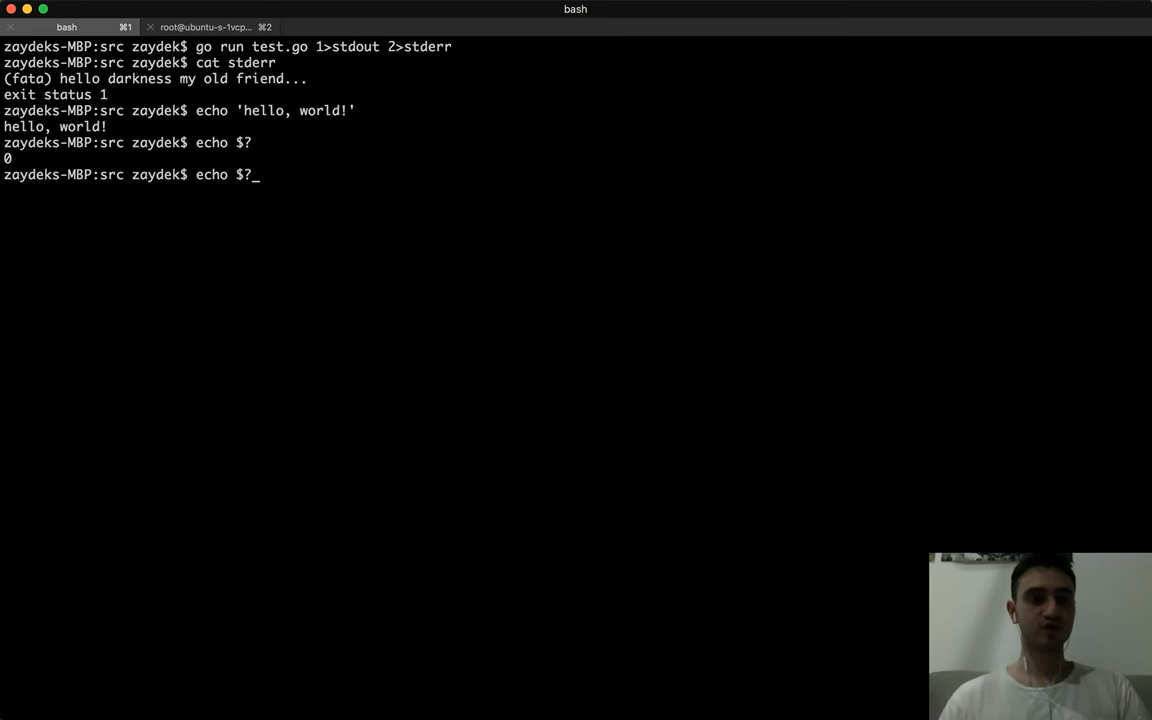 bash
bash ⌘1
root@ubuntu-s-1vcp... ⌘2
zaydeks-MBP:src zaydek$ go run test.go 1>stdout 2>stderr
zaydeks-MBP:src zaydek$ cat stderr
(fata) hello darkness my old friend...
exit status 1
zaydeks-MBP:src zaydek$ echo 'hello, world!'
hello, world!
zaydeks-MBP:src zaydek$ echo $?
0
zaydeks-MBP:src zaydek$ echo $?_